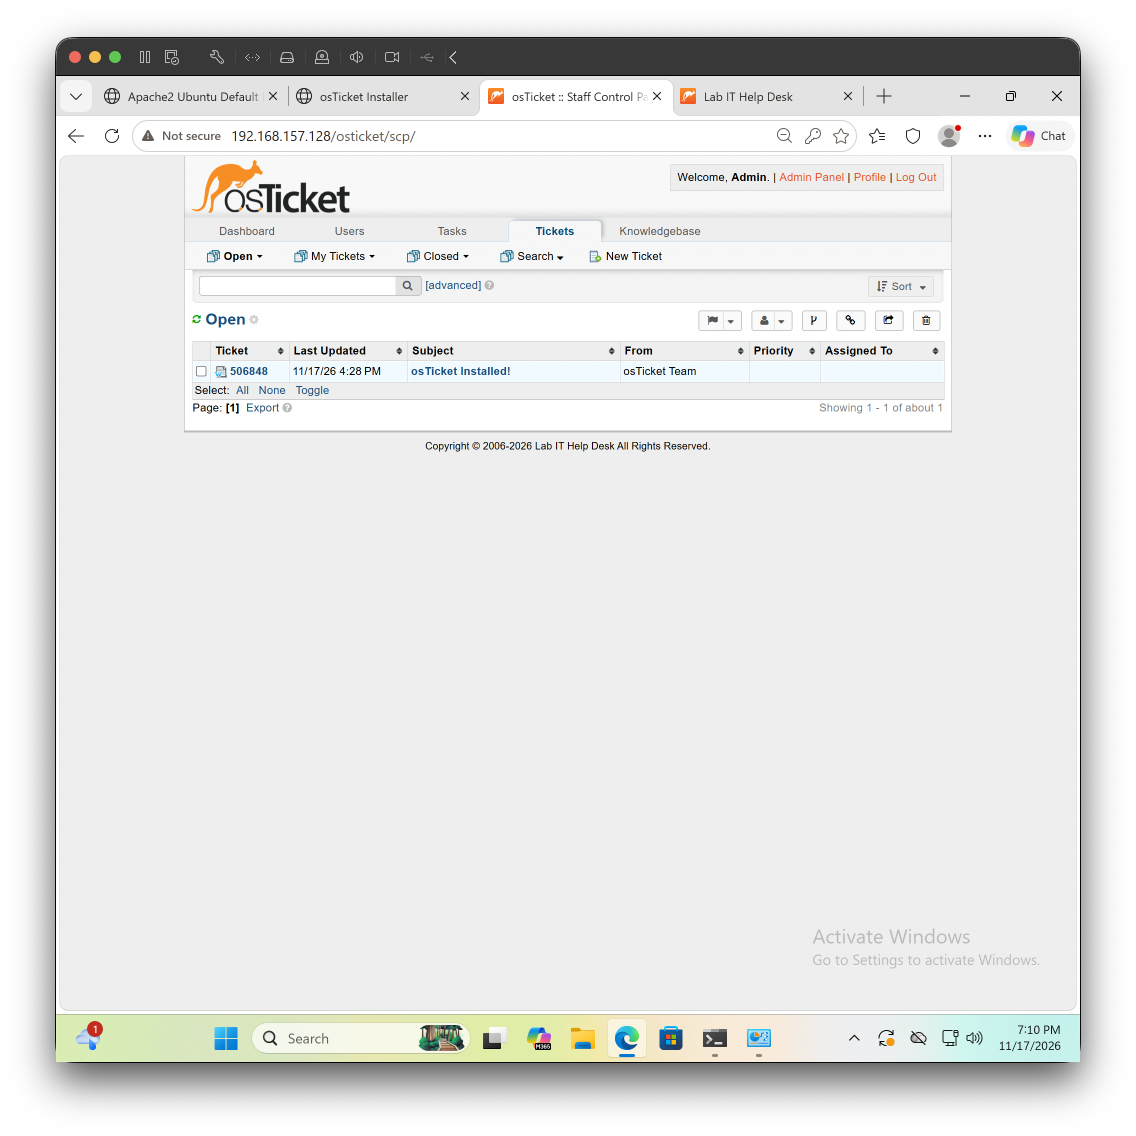 Apache2 Ubuntu Default
osTicket Installer
osTicket :: Staff Control Pa
Lab IT Help Desk
Not secure 192.168.157.128/osticket/scp/
Chat
osTicket
Welcome, Admin. | Admin Panel | Profile | Log Out
Dashboard Users Tasks Tickets Knowledgebase
Open My Tickets Closed Search New Ticket
[advanced] ?
Sort
Open
Ticket Last Updated Subject From Priority Assigned To
506848 11/17/26 4:28 PM osTicket Installed! osTicket Team
Select: All None Toggle
Page: [1] Export ? Showing 1 - 1 of about 1
Copyright © 2006-2026 Lab IT Help Desk All Rights Reserved.
Activate Windows
Go to Settings to activate Windows.
1
Search
M365
7:10 PM
11/17/2026